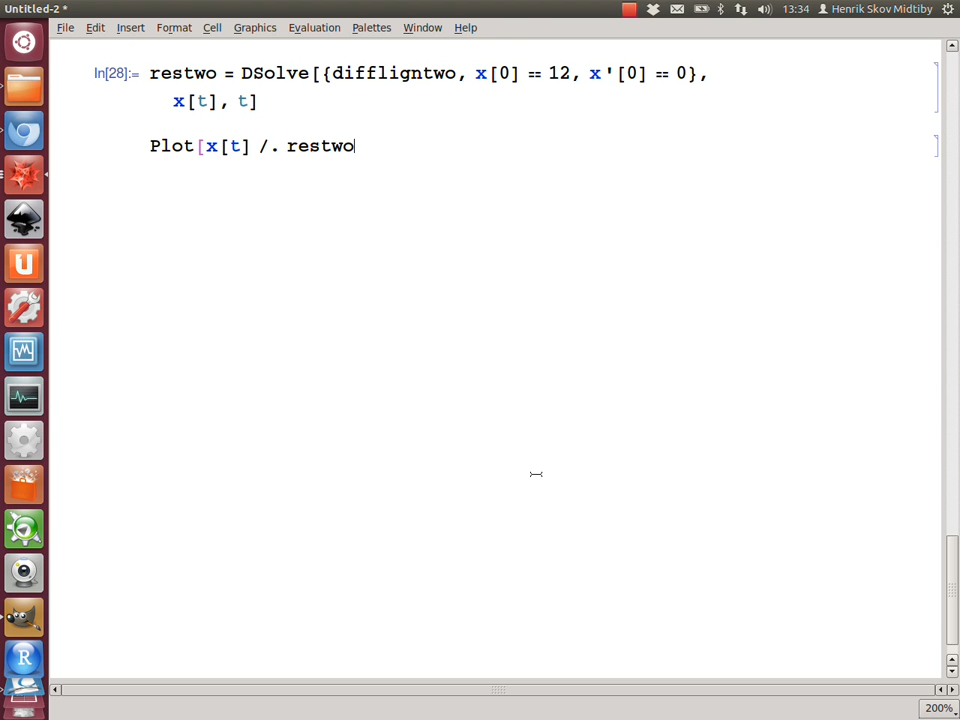 Untitled-2 *
13:34
Henrik Skov Midtiby
File Edit Insert Format Cell Graphics Evaluation Palettes Window Help
In[28]:= restwo = DSolve[{diffligntwo, x[0] == 12, x'[0] == 0},
x[t], t]
Plot[x[t] /. restwo
200%